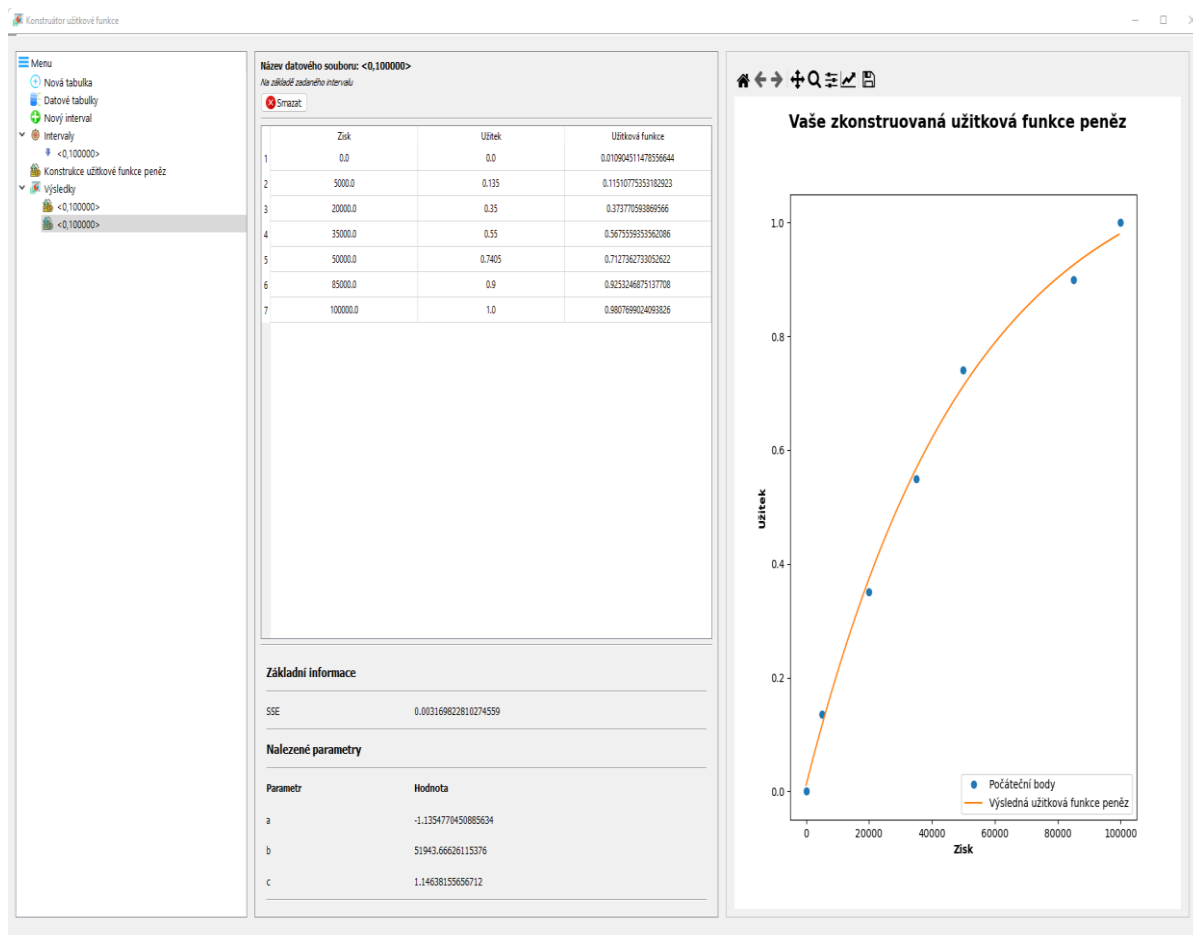 Konstruátor užitkové funkce
Menu
Nová tabulka
Datové tabulky
Nový interval
Intervaly
<0,100000>
Konstrukce užitkové funkce peněz
Výsledky
<0,100000>
<0,100000>
Název datového souboru: <0,100000>
Na základě zadaného intervalu
Smazat
Zisk Užitek Užitková funkce
1 0.0 0.0 0.010904511478556644
2 5000.0 0.135 0.11510775353182923
3 20000.0 0.35 0.373770593869566
4 35000.0 0.55 0.5675559353562086
5 50000.0 0.7405 0.7127362733052622
6 85000.0 0.9 0.9253246875137708
7 100000.0 1.0 0.9807699024093826
Základní informace
SSE 0.003169822810274559
Nalezené parametry
Parametr Hodnota
a -1.1354770450885634
b 51943.66626115376
c 1.14638155656712
Vaše zkonstruovaná užitková funkce peněz
1.0
0.8
0.6
0.4
0.2
0.0
Užitek
Počáteční body
Výsledná užitková funkce peněz
0 20000 40000 60000 80000 100000
Zisk